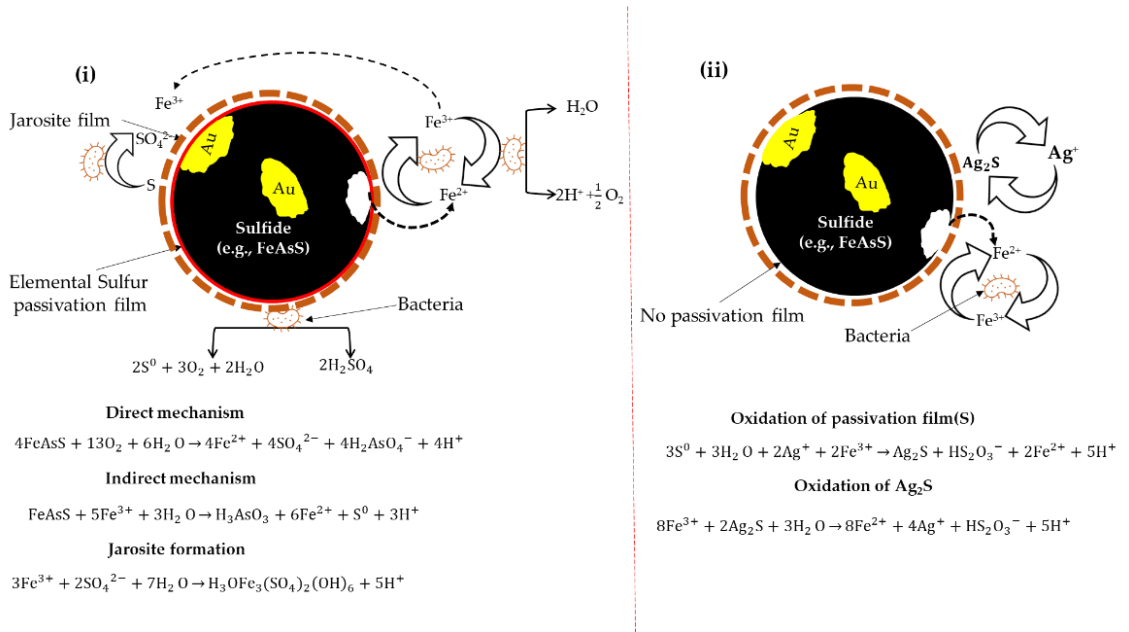 (i)
Fe³⁺
Jarosite film
SO₄²⁻
S
Au
Au
Sulfide
(e.g., FeAsS)
Fe³⁺
Fe²⁺
H₂O
2H⁺ + 1/2 O₂
Elemental Sulfur
passivation film
Bacteria
2S⁰ + 3O₂ + 2H₂O
2H₂SO₄
Direct mechanism
4FeAsS + 13O₂ + 6H₂O → 4Fe²⁺ + 4SO₄²⁻ + 4H₂AsO₄⁻ + 4H⁺
Indirect mechanism
FeAsS + 5Fe³⁺ + 3H₂O → H₃AsO₃ + 6Fe²⁺ + S⁰ + 3H⁺
Jarosite formation
3Fe³⁺ + 2SO₄²⁻ + 7H₂O → H₃OFe₃(SO₄)₂(OH)₆ + 5H⁺
(ii)
Au
Au
Sulfide
(e.g., FeAsS)
Ag₂S
Ag⁺
Fe²⁺
Fe³⁺
No passivation film
Bacteria
Oxidation of passivation film(S)
3S⁰ + 3H₂O + 2Ag⁺ + 2Fe³⁺ → Ag₂S + HS₂O₃⁻ + 2Fe²⁺ + 5H⁺
Oxidation of Ag₂S
8Fe³⁺ + 2Ag₂S + 3H₂O → 8Fe²⁺ + 4Ag⁺ + HS₂O₃⁻ + 5H⁺